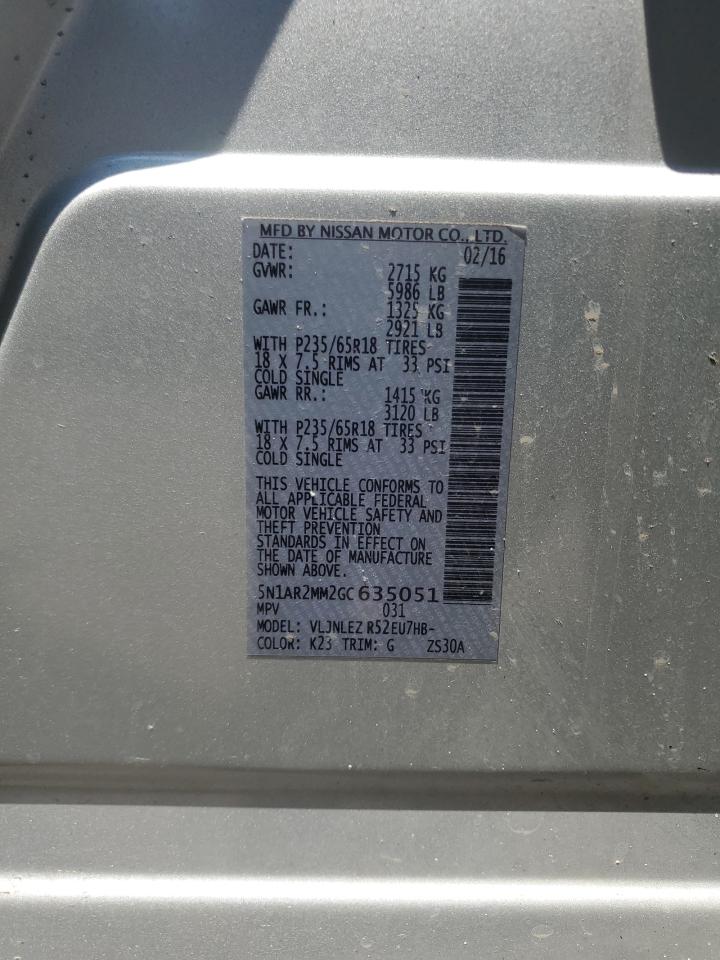 MFD BY NISSAN MOTOR CO., LTD.
DATE: 02/16
GVWR: 2715 KG
5986 LB
GAWR FR.: 1325 KG
2921 LB
WITH P235/65R18 TIRES
18 X 7.5 RIMS AT 33 PSI
COLD SINGLE
GAWR RR.: 1415 KG
3120 LB
WITH P235/65R18 TIRES
18 X 7.5 RIMS AT 33 PSI
COLD SINGLE
THIS VEHICLE CONFORMS TO
ALL APPLICABLE FEDERAL
MOTOR VEHICLE SAFETY AND
THEFT PREVENTION
STANDARDS IN EFFECT ON
THE DATE OF MANUFACTURE
SHOWN ABOVE.
5N1AR2MM2GC635051
MPV 031
MODEL: VLJNLEZ R52EU7HB-
COLOR: K23 TRIM: G ZS30A